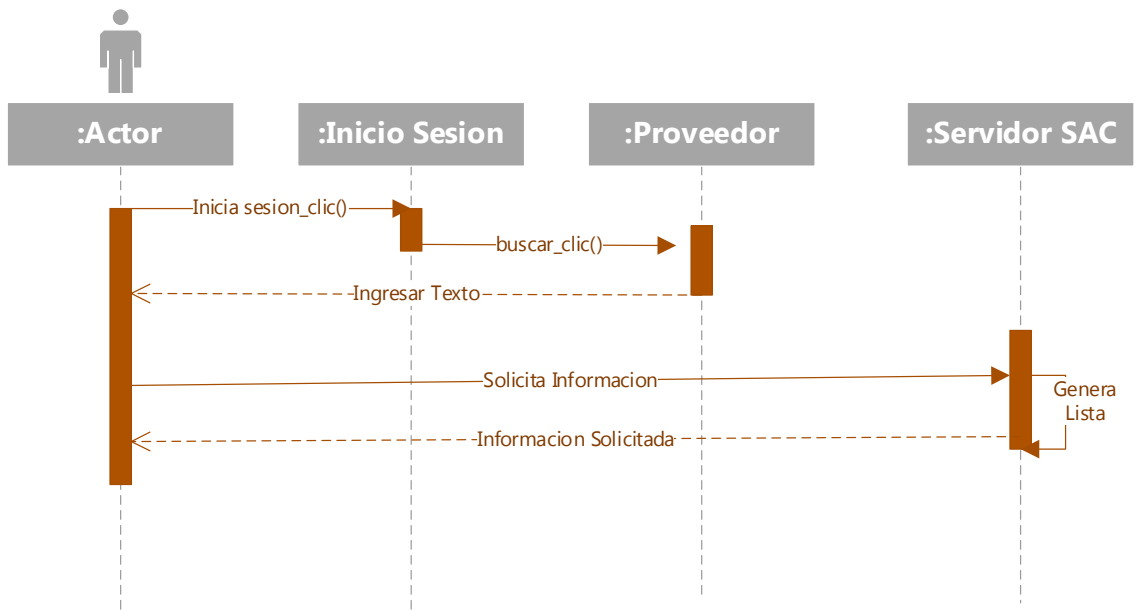 :Actor
:Inicio Sesion
:Proveedor
:Servidor SAC
Inicia sesion_clic()
buscar_clic()
Ingresar Texto
Solicita Informacion
Genera
Lista
Informacion Solicitada